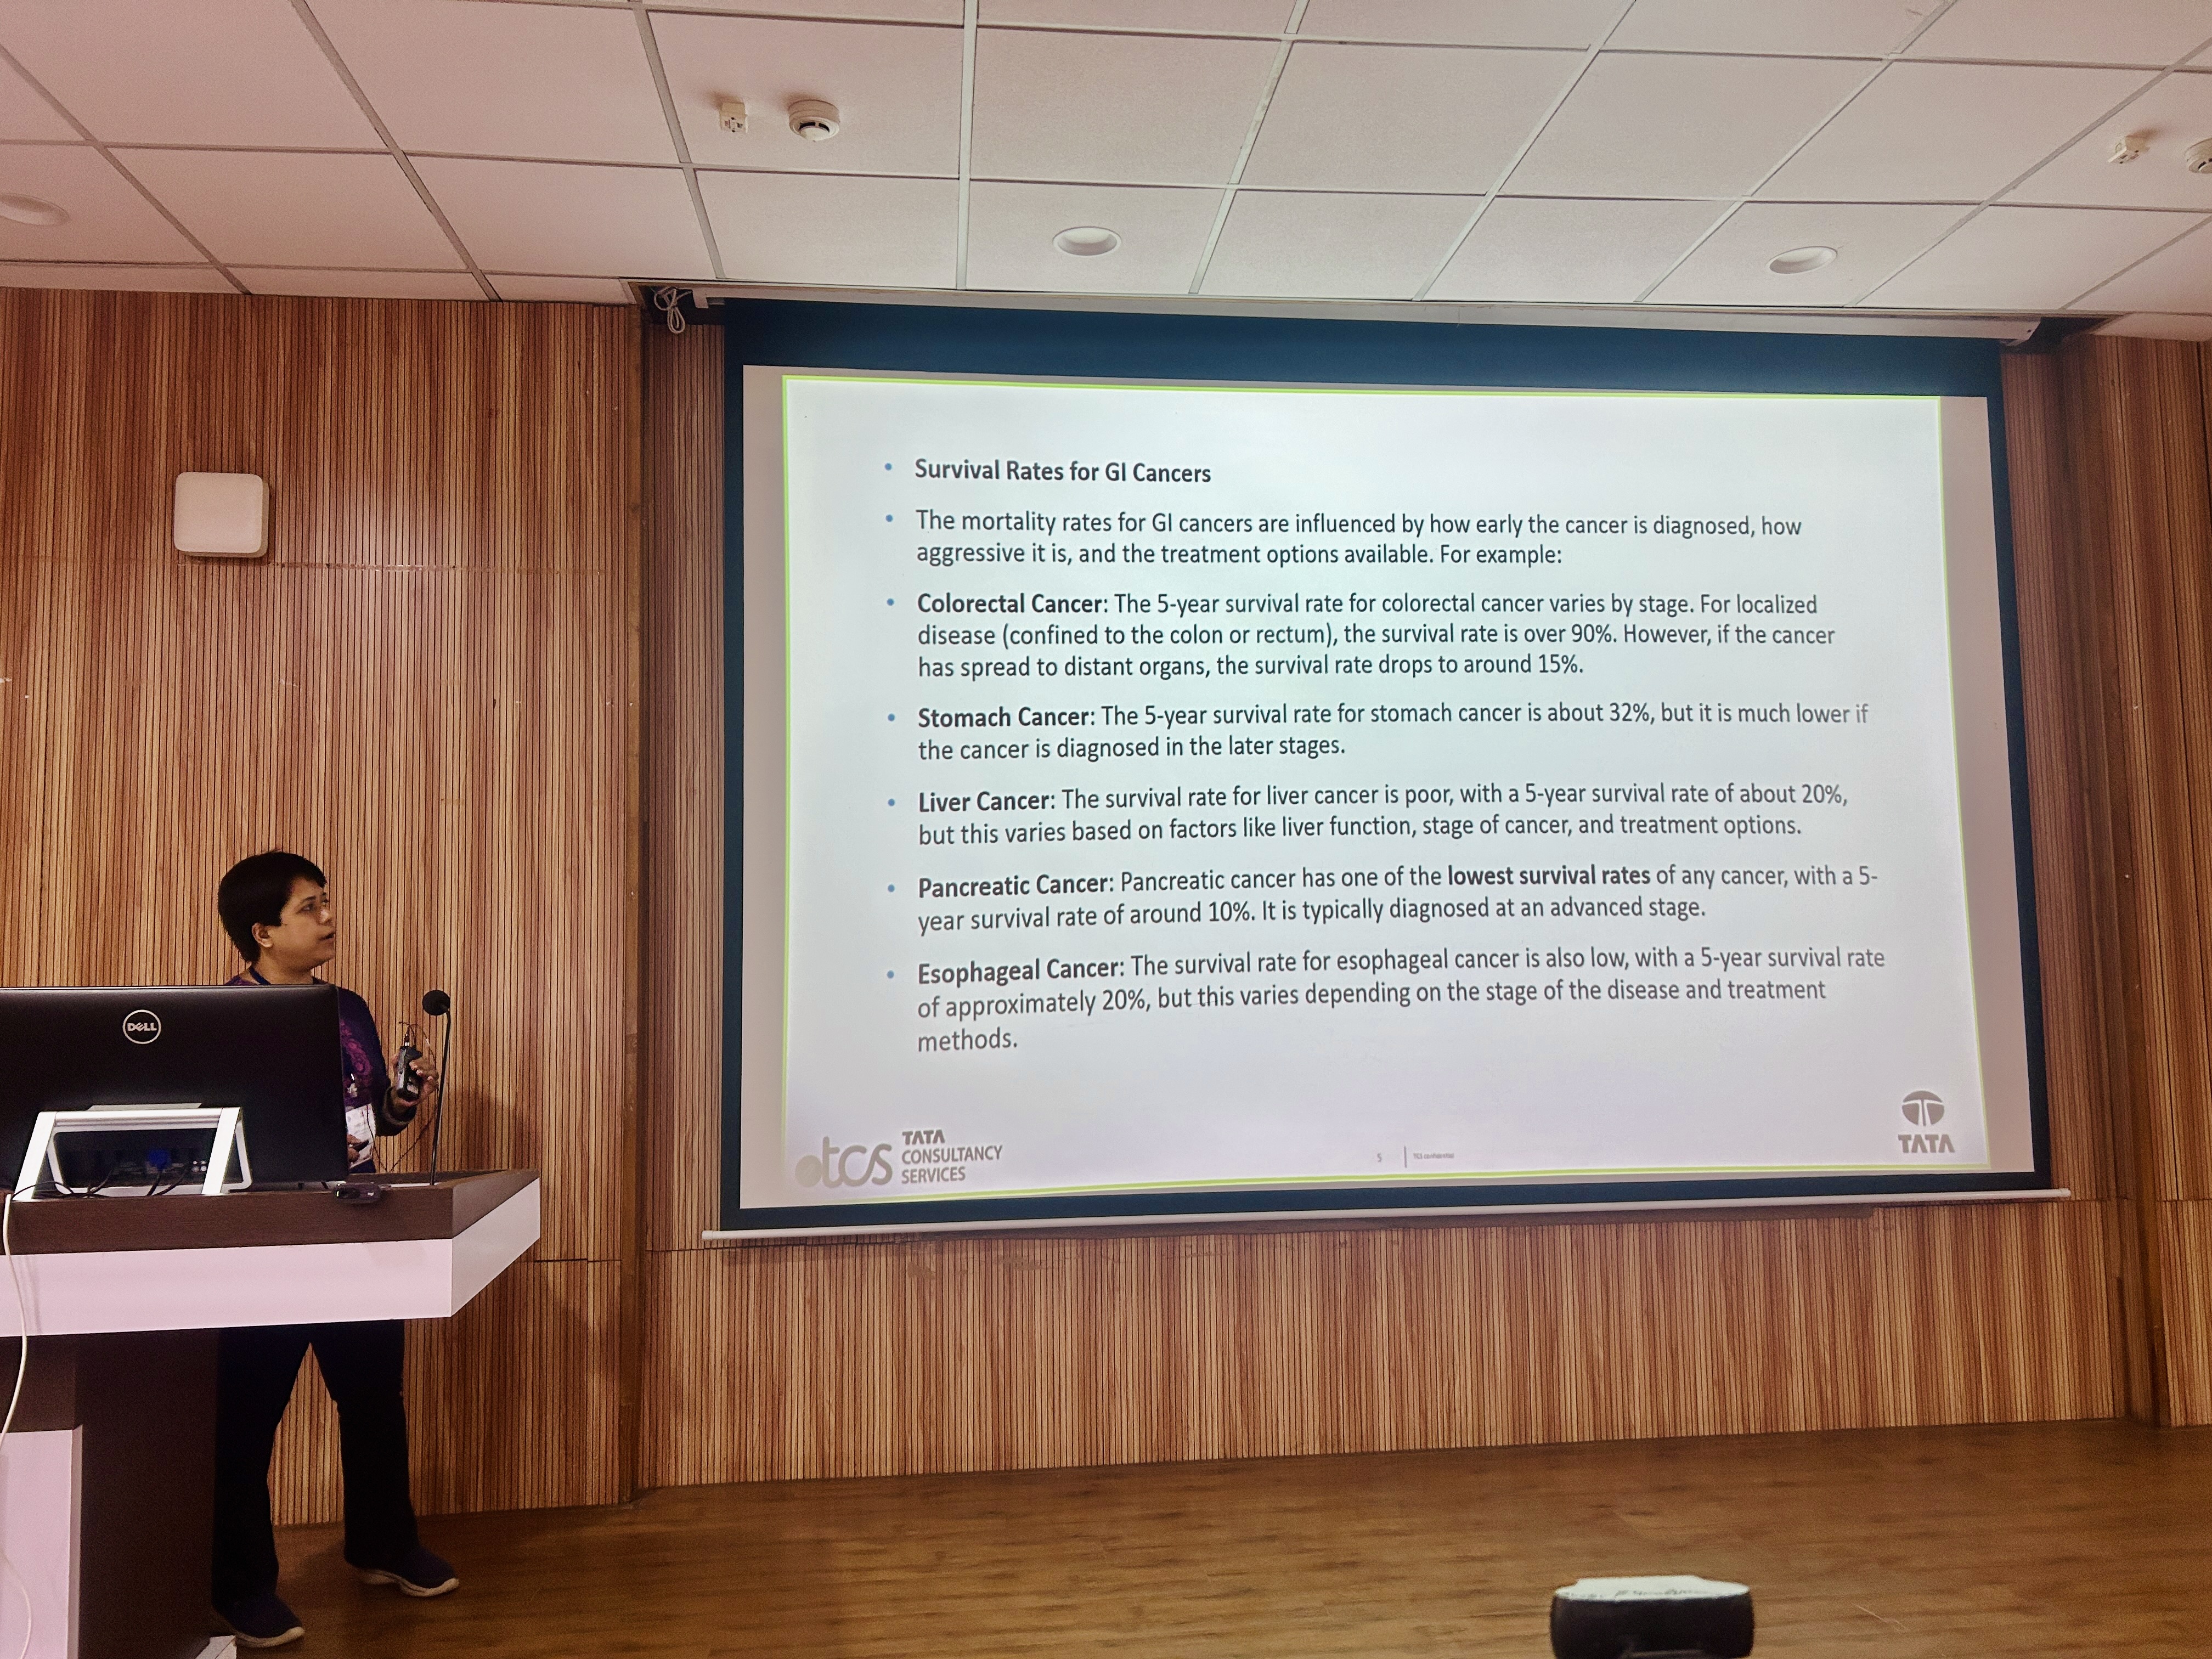 • Survival Rates for GI Cancers
• The mortality rates for GI cancers are influenced by how early the cancer is diagnosed, how
aggressive it is, and the treatment options available. For example:
• Colorectal Cancer: The 5-year survival rate for colorectal cancer varies by stage. For localized
disease (confined to the colon or rectum), the survival rate is over 90%. However, if the cancer
has spread to distant organs, the survival rate drops to around 15%.
• Stomach Cancer: The 5-year survival rate for stomach cancer is about 32%, but it is much lower if
the cancer is diagnosed in the later stages.
• Liver Cancer: The survival rate for liver cancer is poor, with a 5-year survival rate of about 20%,
but this varies based on factors like liver function, stage of cancer, and treatment options.
• Pancreatic Cancer: Pancreatic cancer has one of the lowest survival rates of any cancer, with a 5-
year survival rate of around 10%. It is typically diagnosed at an advanced stage.
• Esophageal Cancer: The survival rate for esophageal cancer is also low, with a 5-year survival rate
of approximately 20%, but this varies depending on the stage of the disease and treatment
methods.
tcs TATA
CONSULTANCY
SERVICES
5
TCS confidential
TATA
DELL